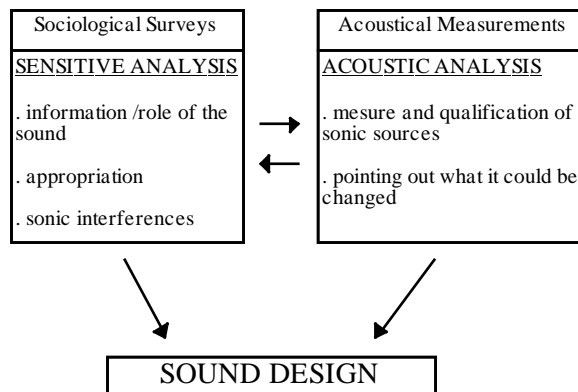 Sociological Surveys
SENSITIVE ANALYSIS
. information /role of the
sound
. appropriation
. sonic interferences
Acoustical Measurements
ACOUSTIC ANALYSIS
. mesure and qualification of
sonic sources
. pointing out what it could be
changed
SOUND DESIGN